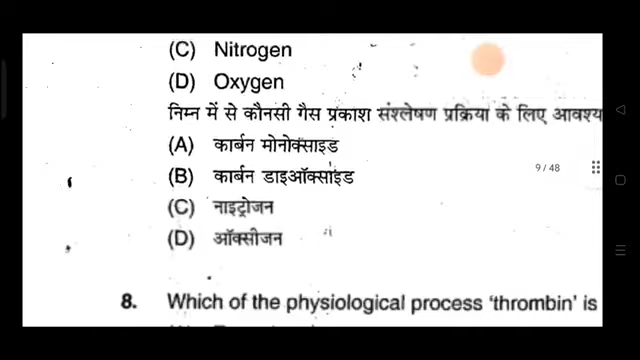 (C) Nitrogen
(D) Oxygen
निम्न में से कौनसी गैस प्रकाश संश्लेषण प्रक्रिया के लिए आवश्य
(A) कार्बन मोनोक्साइड
(B) कार्बन डाइऑक्साइड
9/48
(C) नाइट्रोजन
(D) ऑक्सीजन
8. Which of the physiological process 'thrombin' is